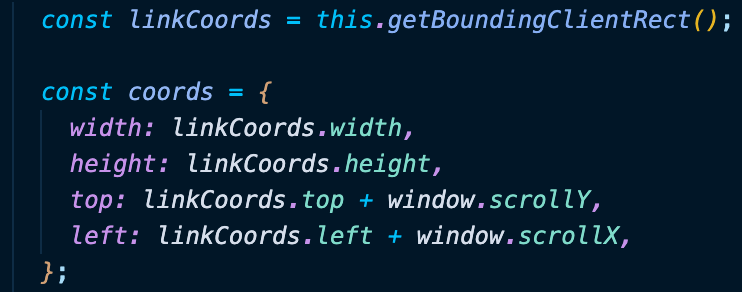 const linkCoords = this.getBoundingClientRect();
const coords = {
width: linkCoords.width,
height: linkCoords.height,
top: linkCoords.top + window.scrollY,
left: linkCoords.left + window.scrollX,
};